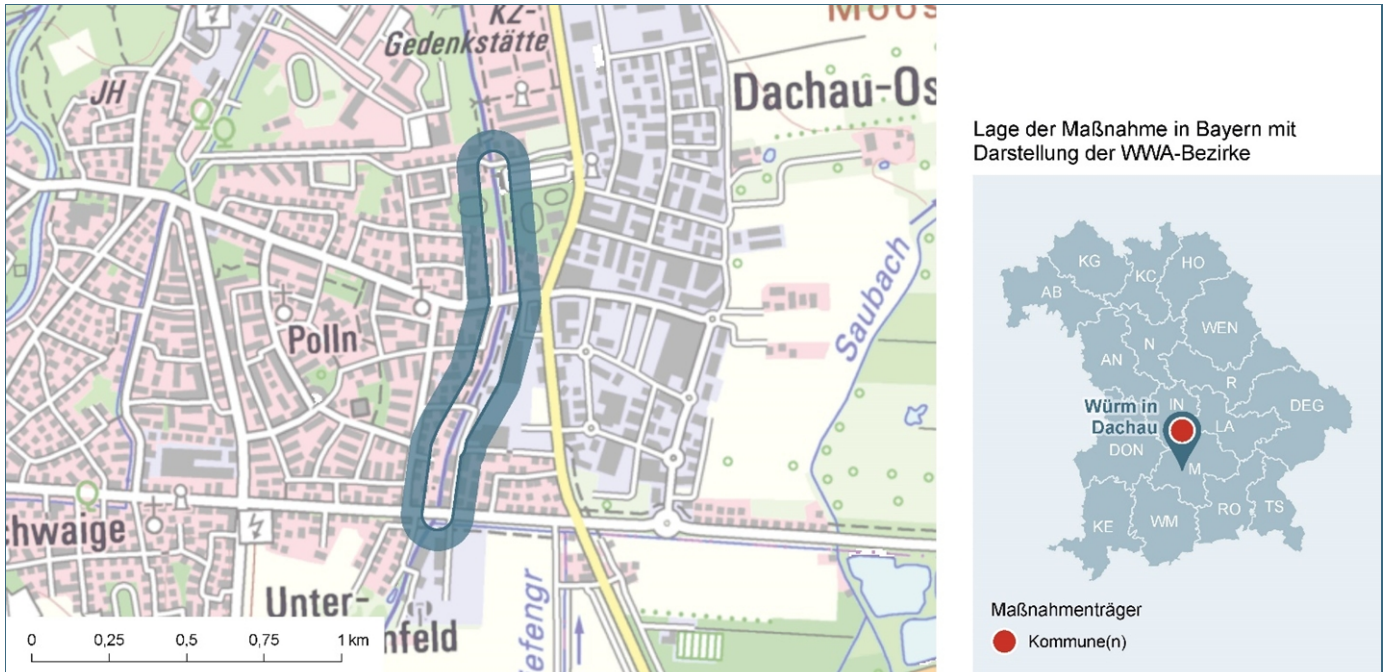 KZ-
Gedenkstätte
Moos
JH
Dachau-Os
Saubach
Polln
chwaige
Unter-
nfeld
iefengr
0 0,25 0,5 0,75 1 km
Lage der Maßnahme in Bayern mit
Darstellung der WWA-Bezirke
KG
KC
HO
AB
WEN
N
AN
R
IN
DEG
Würm in
Dachau
LA
DON
M
KE
WM
RO
TS
Maßnahmenträger
Kommune(n)